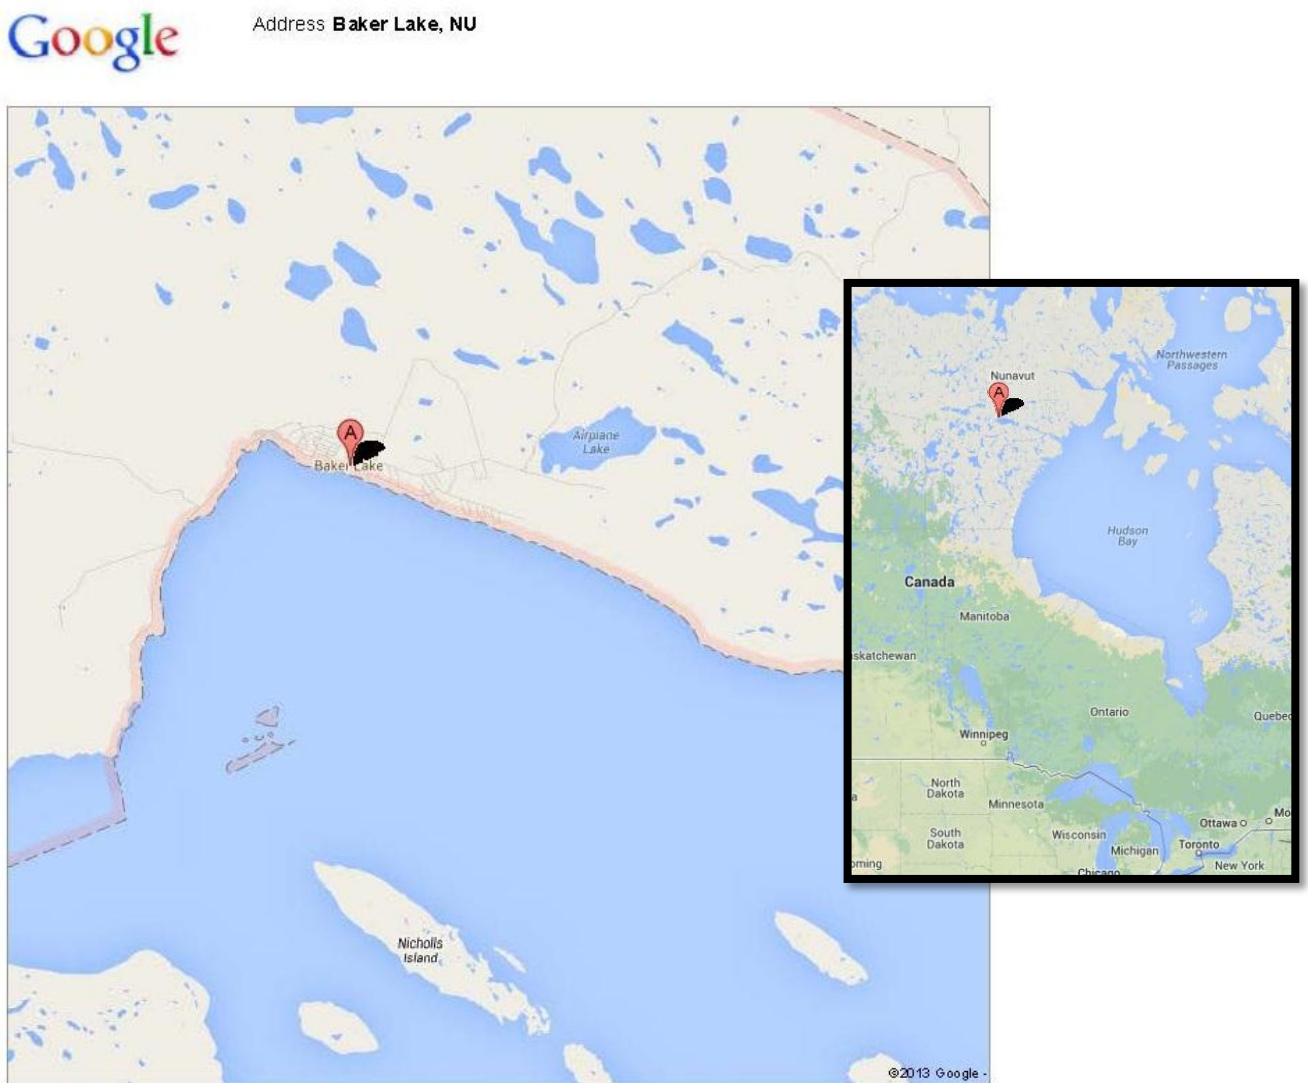 Google
Address Baker Lake, NU
A
Baker Lake
Airplane
Lake
Nicholls
Island
©2013 Google -
Northwestern
Passages
Nunavut
A
Hudson
Bay
Canada
Manitoba
skatchewan
Ontario
Quebec
Winnipeg
North
Dakota
Minnesota
a
Ottawa
Mo
South
Dakota
Wisconsin
Michigan
Toronto
oming
New York
Chicago